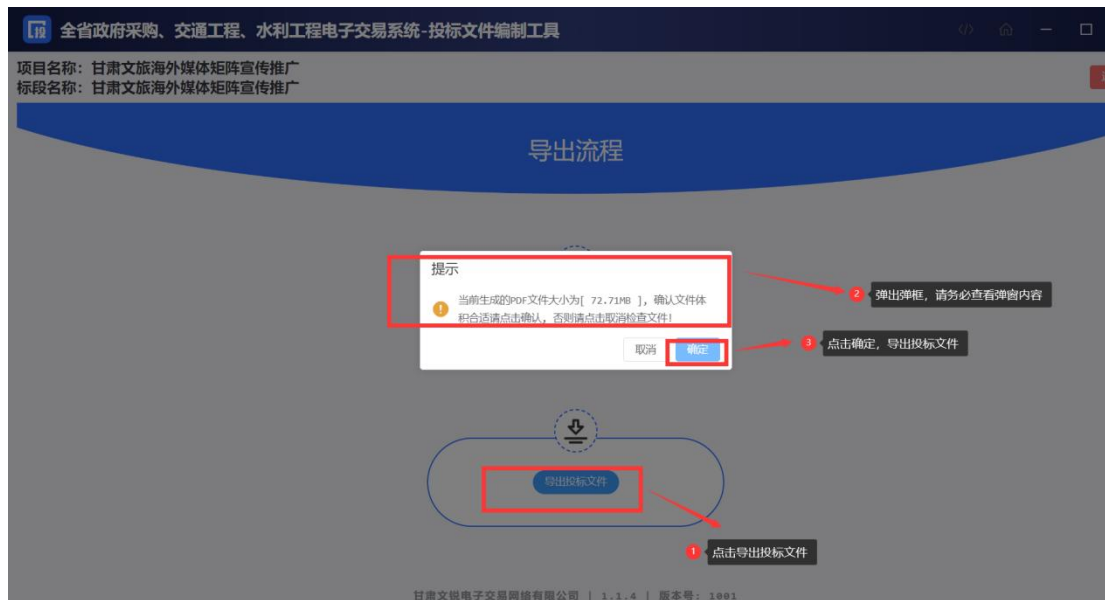 投 全省政府采购、交通工程、水利工程电子交易系统-投标文件编制工具
项目名称: 甘肃文旅海外媒体矩阵宣传推广
标段名称: 甘肃文旅海外媒体矩阵宣传推广
导出流程
提示
当前生成的PDF文件大小为[ 72.71MB ], 确认文件体
积合适请点击确认, 否则请点击取消检查文件!
取消 确定
2 弹出弹框, 请务必查看弹窗内容
3 点击确定, 导出投标文件
导出投标文件
1 点击导出投标文件
甘肃文锐电子交易网络有限公司 | 1.1.4 | 版本号: 1001